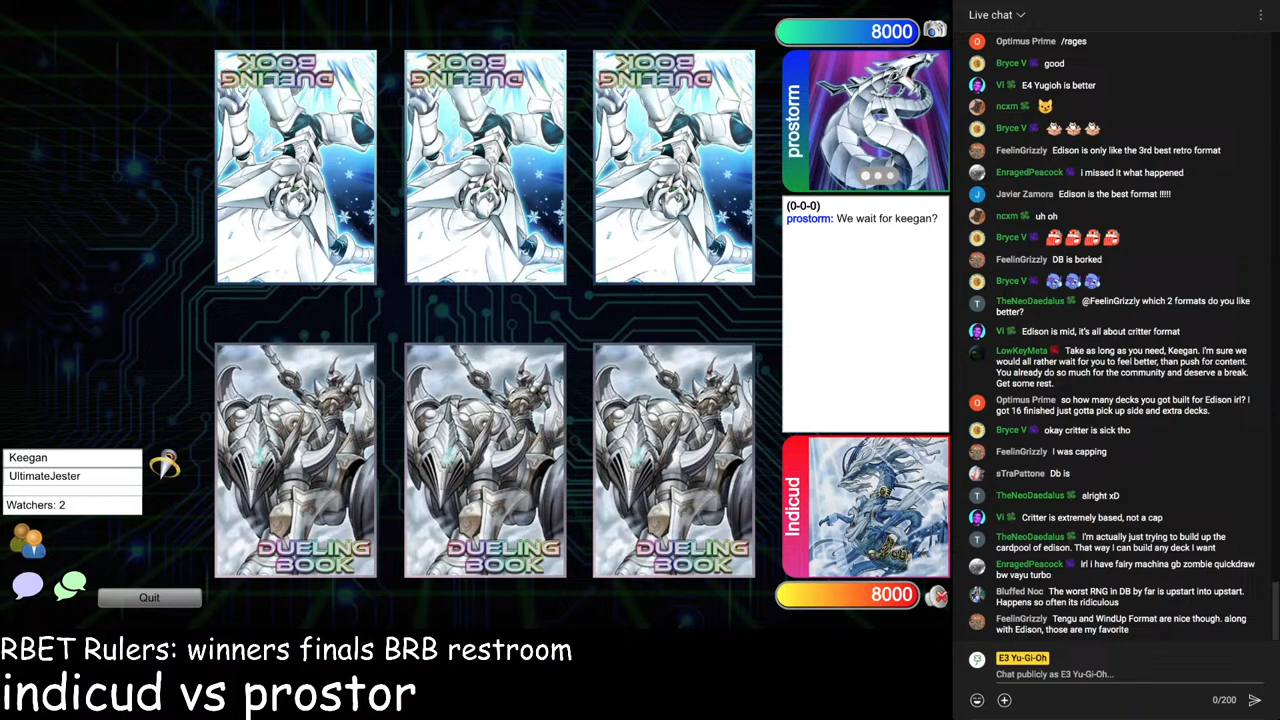 8000
DUELING BOOK
DUELING BOOK
DUELING BOOK
prostorm
(0-0-0)
prostorm: We wait for keegan?
Keegan
UltimateJester
Watchers: 2
Quit
DUELING BOOK
DUELING BOOK
DUELING BOOK
Indicud
8000
RBET Rulers: winners finals BRB restroom
indicud vs prostor
Live chat
Optimus Prime /rages
Bryce V good
Vi E4 Yugioh is better
ncxm
Bryce V
FeelinGrizzly Edison is only like the 3rd best retro format
EnragedPeacock i missed it what happened
Javier Zamora Edison is the best format !!!!!
ncxm uh oh
Bryce V
FeelinGrizzly DB is borked
Bryce V
TheNeoDaedalus @FeelinGrizzly which 2 formats do you like
better?
Vi Edison is mid, it's all about critter format
LowKeyMeta Take as long as you need, Keegan. I'm sure we
would all rather wait for you to feel better, than push for content.
You already do so much for the community and deserve a break.
Get some rest.
Optimus Prime so how many decks you got built for Edison irl? I
got 16 finished just gotta pick up side and extra decks.
Bryce V okay critter is sick tho
FeelinGrizzly I was capping
sTraPattone Db is
TheNeoDaedalus alright xD
Vi Critter is extremely based, not a cap
TheNeoDaedalus I'm actually just trying to build up the
cardpool of edison. That way I can build any deck I want
EnragedPeacock irl i have fairy machina gb zombie quickdraw
bw vayu turbo
Bluffed Noc The worst RNG in DB by far is upstart into upstart.
Happens so often its ridiculous
FeelinGrizzly Tengu and WindUp Format are nice though. along
with Edison, those are my favorite
E3 Yu-Gi-Oh
Chat publicly as E3 Yu-Gi-Oh...
0/200